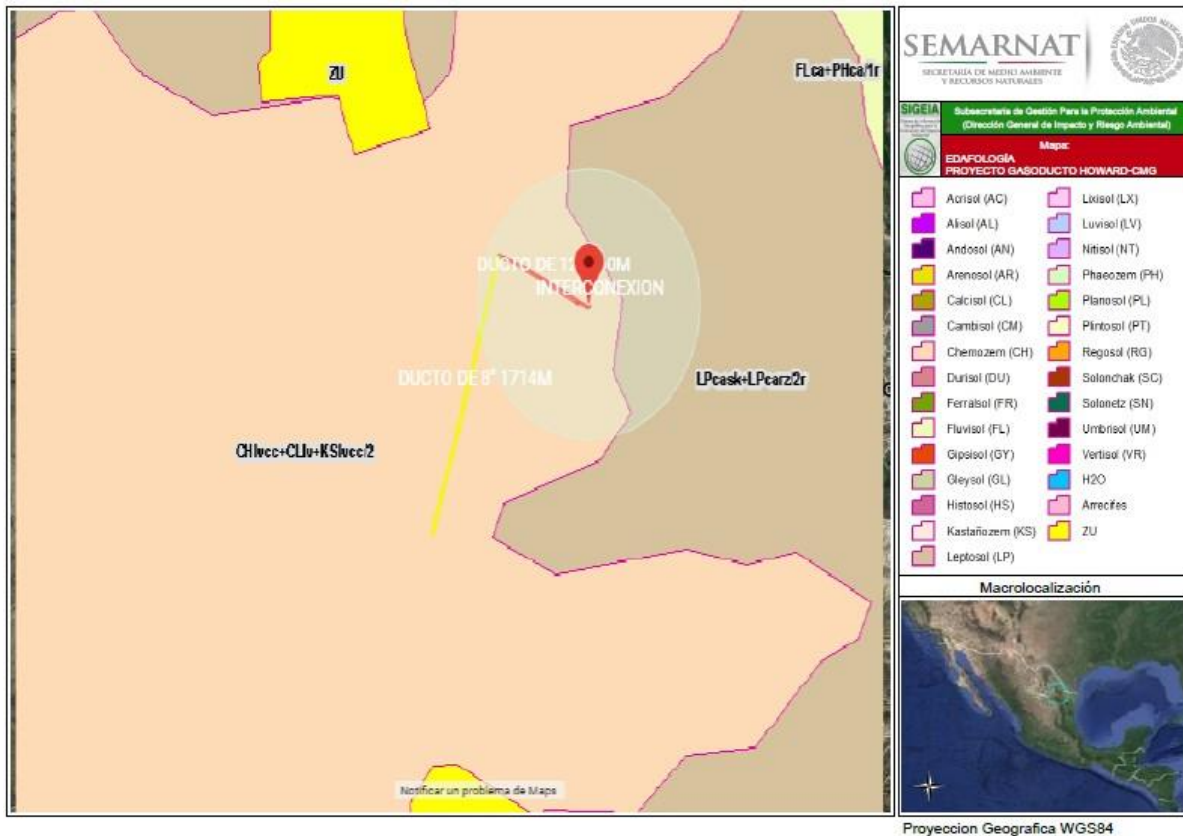 ZU
FLca+PHca/1r
INTERCONEXION
DUCTO DE 8" 1714M
LPcask+LPcarz/2r
CHlvcc+CLlv+KSlvcc/2
Notificar un problema de Maps
SEMARNAT
SECRETARÍA DE MEDIO AMBIENTE
Y RECURSOS NATURALES
SIGEIA
Subsecretaría de Gestión Para la Protección Ambiental
(Dirección General de Impacto y Riesgo Ambiental)
Mapa:
EDAFOLOGÍA
PROYECTO GASODUCTO HOWARD-CMG
Acrisol (AC)
Alisol (AL)
Andosol (AN)
Arenosol (AR)
Calcisol (CL)
Cambisol (CM)
Chernozem (CH)
Durisol (DU)
Ferralsol (FR)
Fluvisol (FL)
Gipsisol (GY)
Gleysol (GL)
Histosol (HS)
Kastañozem (KS)
Leptosol (LP)
Lixisol (LX)
Luvisol (LV)
Nitisol (NT)
Phaeozem (PH)
Planosol (PL)
Plintosol (PT)
Regosol (RG)
Solonchak (SC)
Solonetz (SN)
Umbrisol (UM)
Vertisol (VR)
H2O
Arrecifes
ZU
Macrolocalización
Proyeccion Geografica WGS84